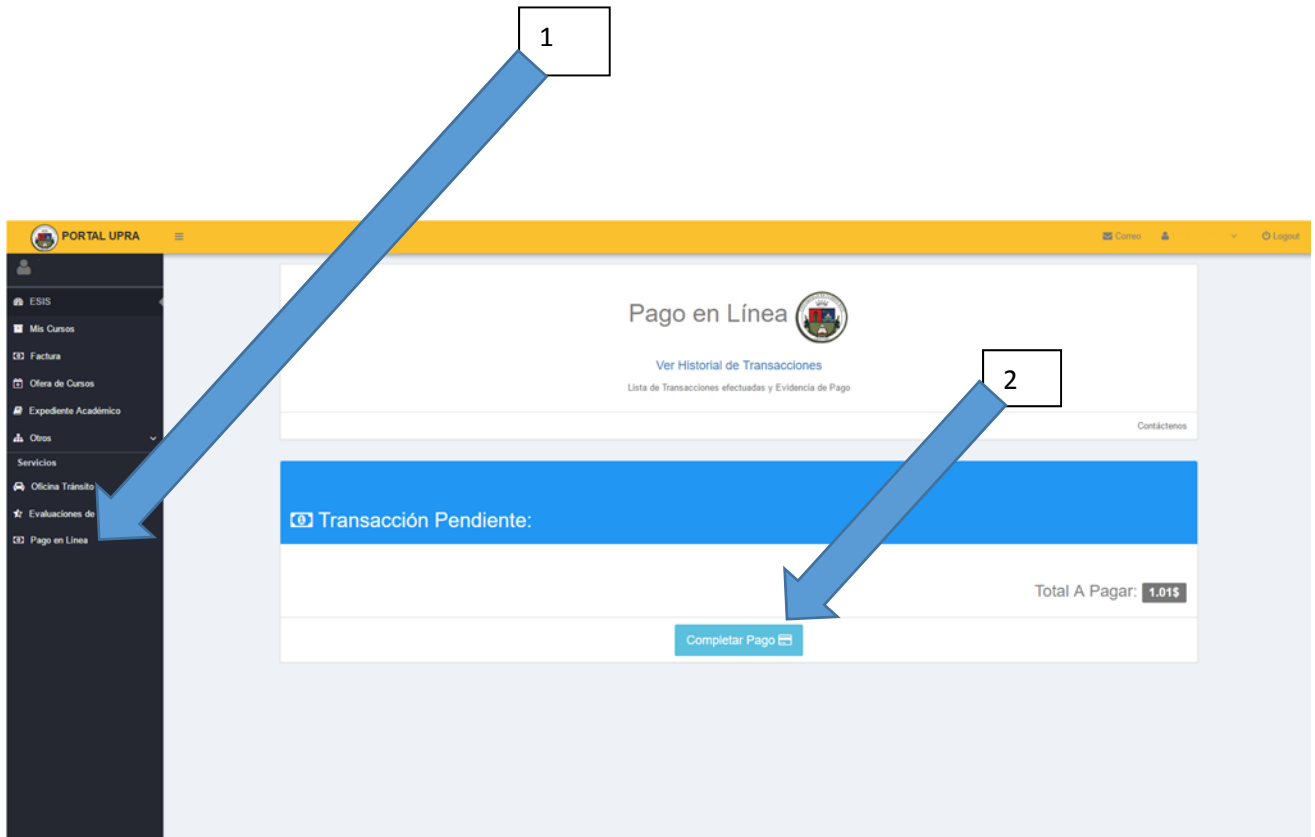 1
PORTAL UPRA
Correo
Logout
ESIS
Mis Cursos
Factura
Ofera de Cursos
Expediente Académico
Otros
Servicios
Oficina Tránsito
Evaluaciones de
Pago en Línea
Pago en Línea
Ver Historial de Transacciones
Lista de Transacciones efectuadas y Evidencia de Pago
2
Contáctenos
Transacción Pendiente:
Total A Pagar: 1.01$
Completar Pago